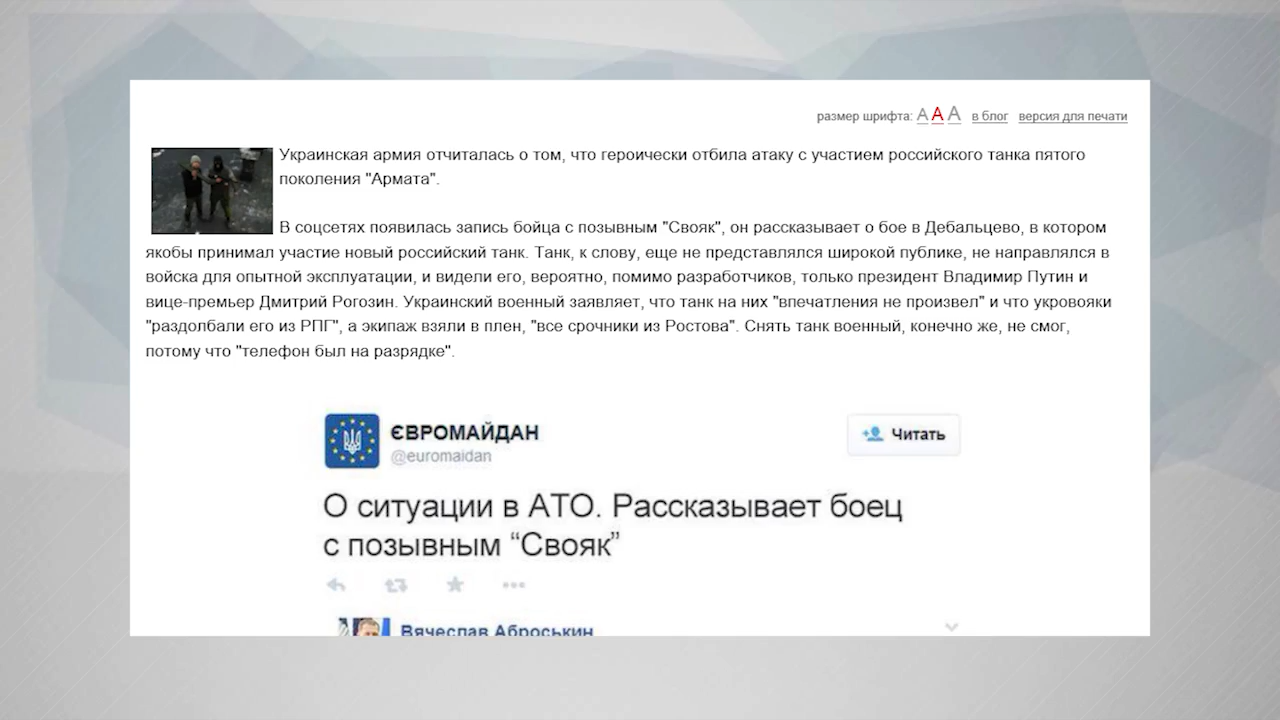 размер шрифта: А А А в блог версия для печати
Украинская армия отчиталась о том, что героически отбила атаку с участием российского танка пятого
поколения "Армата".
В соцсетях появилась запись бойца с позывным "Свояк", он рассказывает о бое в Дебальцево, в котором
якобы принимал участие новый российский танк. Танк, к слову, еще не представлялся широкой публике, не направлялся в
войска для опытной эксплуатации, и видели его, вероятно, помимо разработчиков, только президент Владимир Путин и
вице-премьер Дмитрий Рогозин. Украинский военный заявляет, что танк на них "впечатления не произвел" и что укровояки
"раздолбали его из РПГ", а экипаж взяли в плен, "все срочники из Ростова". Снять танк военный, конечно же, не смог,
потому что "телефон был на разрядке".
ЄВРОМАЙДАН
@euromaidan
Читать
О ситуации в АТО. Рассказывает боец
с позывным “Свояк”
Вячеслав Аброськин